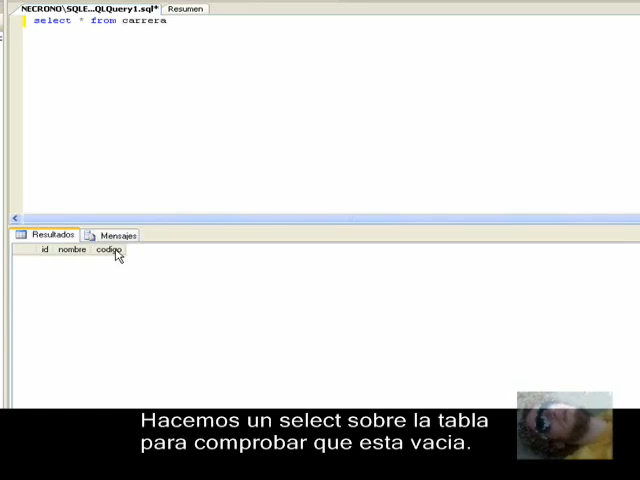 NECRONO\SQLE...QLQuery1.sql* Resumen
select * from carrera
Resultados Mensajes
id nombre codigo
Hacemos un select sobre la tabla
para comprobar que esta vacia.